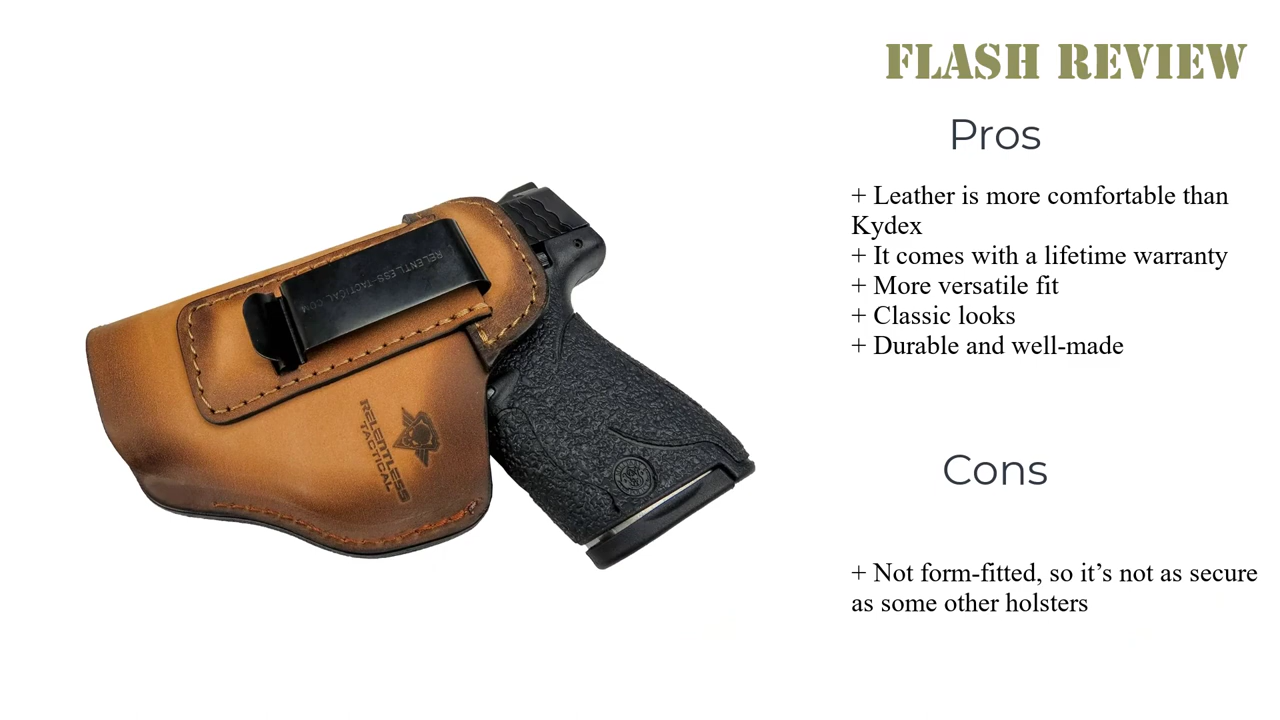 FLASH REVIEW
Pros
+ Leather is more comfortable than
Kydex
+ It comes with a lifetime warranty
+ More versatile fit
+ Classic looks
+ Durable and well-made
RELENTLESS-TACTICAL.COM
RELENTLESS
TACTICAL
Cons
+ Not form-fitted, so it’s not as secure
as some other holsters